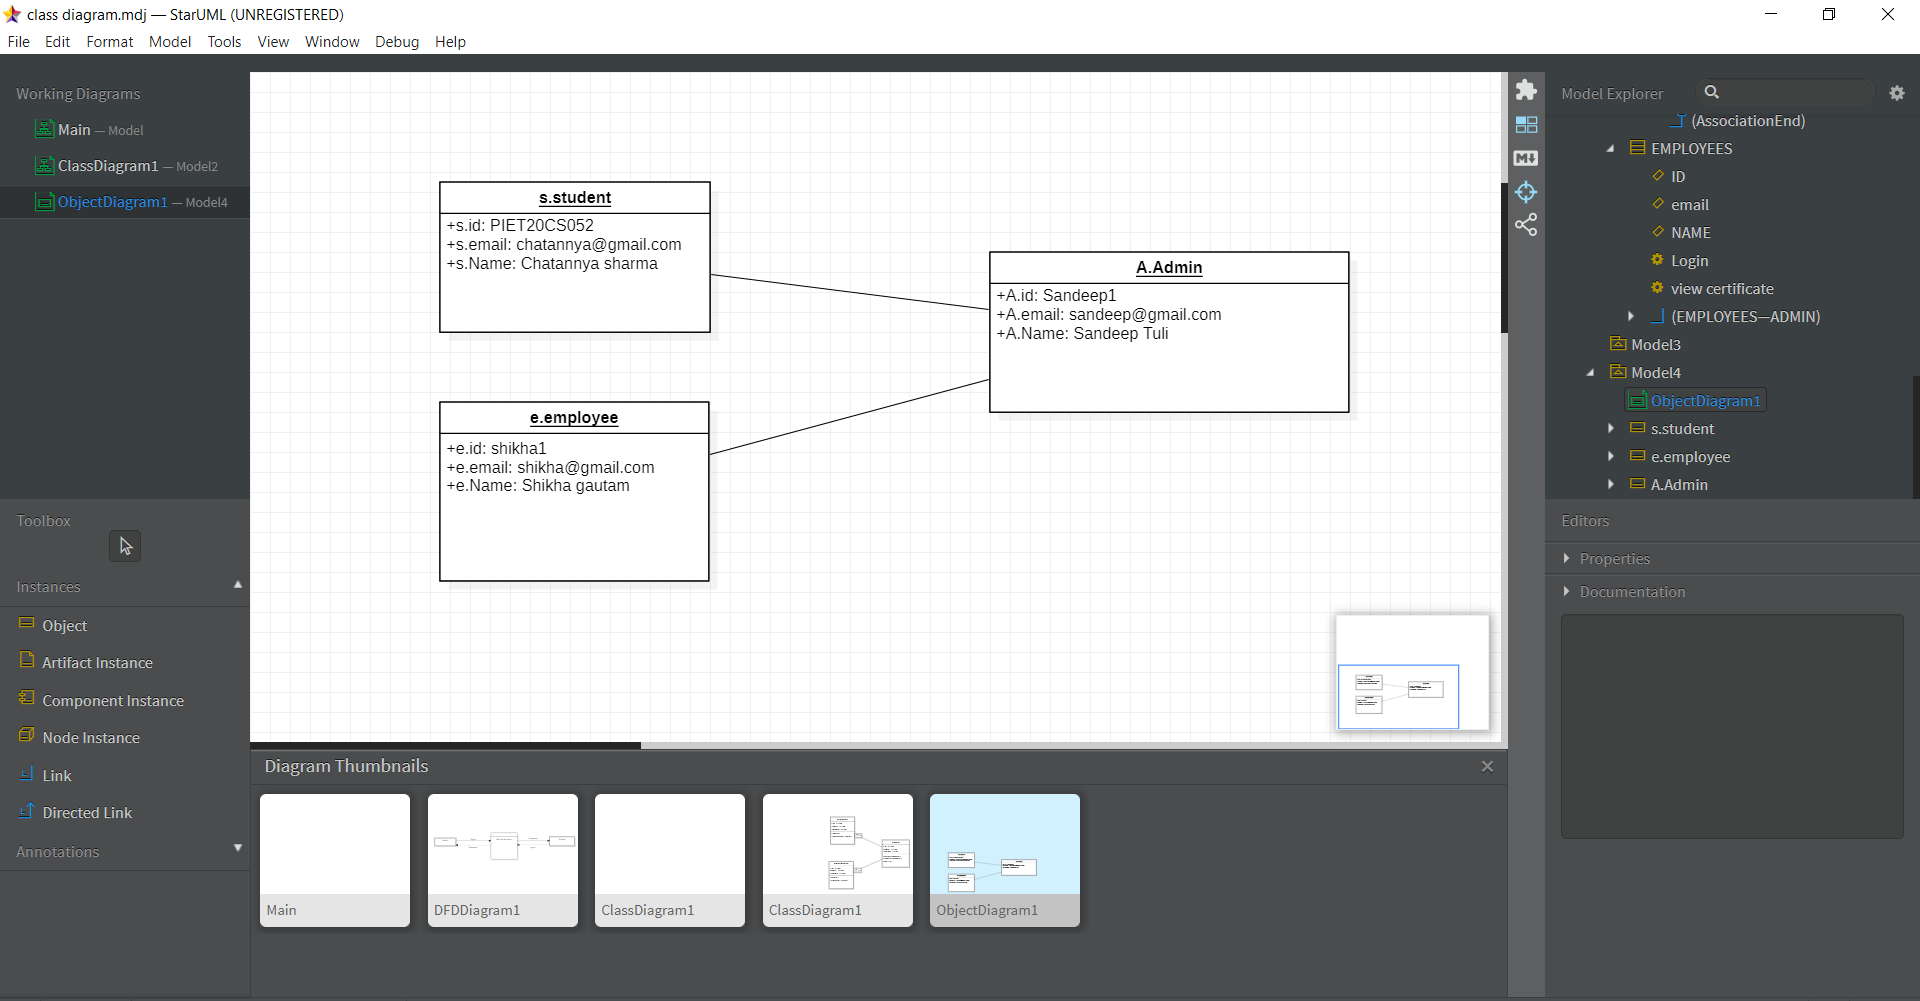 class diagram.mdj — StarUML (UNREGISTERED)
File Edit Format Model Tools View Window Debug Help
Working Diagrams
Main — Model
ClassDiagram1 — Model2
ObjectDiagram1 — Model4
Toolbox
Instances
Object
Artifact Instance
Component Instance
Node Instance
Link
Directed Link
Annotations
s.student
+s.id: PIET20CS052
+s.email: chatannya@gmail.com
+s.Name: Chatannya sharma
e.employee
+e.id: shikha1
+e.email: shikha@gmail.com
+e.Name: Shikha gautam
A.Admin
+A.id: Sandeep1
+A.email: sandeep@gmail.com
+A.Name: Sandeep Tuli
Diagram Thumbnails
Main
DFDDiagram1
ClassDiagram1
ClassDiagram1
ObjectDiagram1
M
Model Explorer
(AssociationEnd)
EMPLOYEES
ID
email
NAME
Login
view certificate
(EMPLOYEES—ADMIN)
Model3
Model4
ObjectDiagram1
s.student
e.employee
A.Admin
Editors
Properties
Documentation